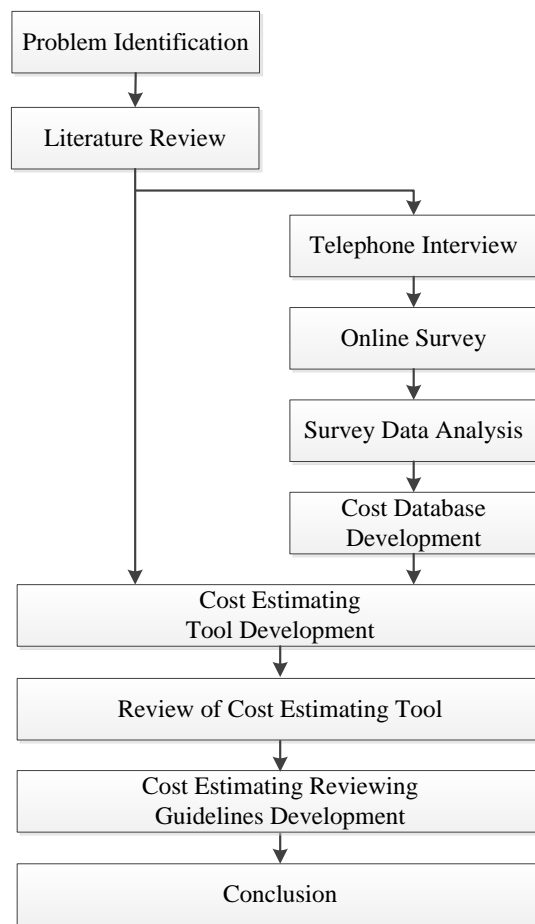 Problem Identification
Literature Review
Telephone Interview
Online Survey
Survey Data Analysis
Cost Database
Development
Cost Estimating
Tool Development
Review of Cost Estimating Tool
Cost Estimating Reviewing
Guidelines Development
Conclusion